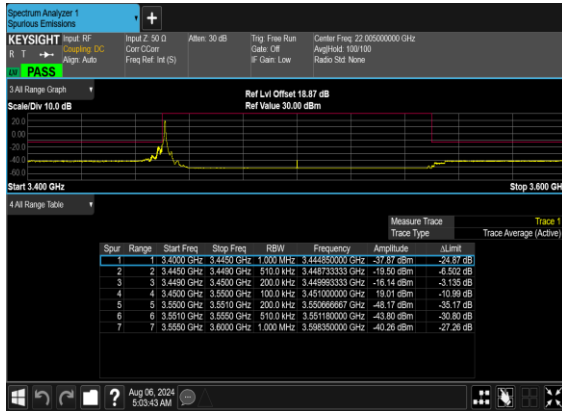 Spectrum Analyzer 1
Spurious Emissions
+
KEYSIGHT Input: RF Input Z: 50 Ω Atten: 30 dB Trig: Free Run Center Freq: 22.005000000 GHz
R T Coupling: DC Corr CCorr Gate: Off Avg|Hold: 100/100
Align: Auto Freq Ref: Int (S) IF Gain: Low Radio Std: None
LU PASS
3 All Range Graph
Ref Lvl Offset 18.87 dB
Scale/Div 10.0 dB Ref Value 30.00 dBm
20.0
0.00
-20.0
-40.0
-60.0
Start 3.400 GHz Stop 3.600 GH
4 All Range Table
Measure Trace Trace 1
Trace Type Trace Average (Active)
Spur Range Start Freq Stop Freq RBW Frequency Amplitude ΔLimit
1 1 3.4000 GHz 3.4450 GHz 1.000 MHz 3.444850000 GHz -37.87 dBm -24.87 dB
2 2 3.4450 GHz 3.4490 GHz 510.0 kHz 3.448733333 GHz -19.50 dBm -6.502 dB
3 3 3.4490 GHz 3.4500 GHz 200.0 kHz 3.449993333 GHz -16.14 dBm -3.135 dB
4 4 3.4500 GHz 3.5500 GHz 100.0 kHz 3.451000000 GHz 19.01 dBm -10.99 dB
5 5 3.5500 GHz 3.5510 GHz 200.0 kHz 3.550666667 GHz -48.17 dBm -35.17 dB
6 6 3.5510 GHz 3.5550 GHz 510.0 kHz 3.551180000 GHz -43.80 dBm -30.80 dB
7 7 3.5550 GHz 3.6000 GHz 1.000 MHz 3.598350000 GHz -40.26 dBm -27.26 dB
? Aug 06, 2024
5:03:43 AM